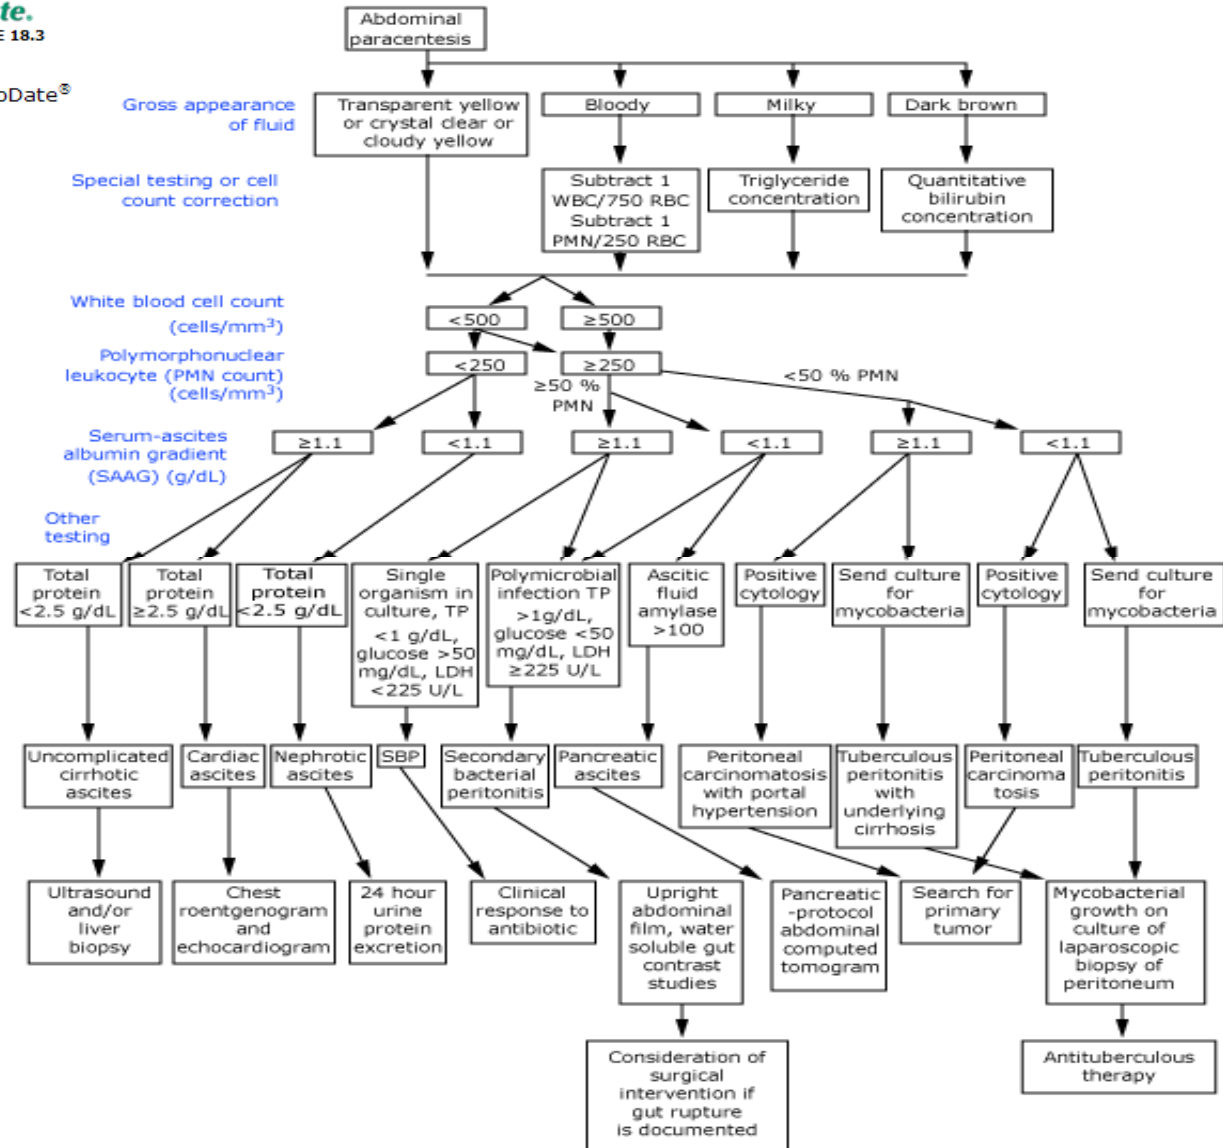 te.
E 18.3
oDate®
Abdominal
paracentesis
Gross appearance
of fluid
Transparent yellow
or crystal clear or
cloudy yellow
Bloody
Milky
Dark brown
Special testing or cell
count correction
Subtract 1
WBC/750 RBC
Subtract 1
PMN/250 RBC
Triglyceride
concentration
Quantitative
bilirubin
concentration
White blood cell count
(cells/mm³)
<500
≥500
Polymorphonuclear
leukocyte (PMN count)
(cells/mm³)
<250
≥250
≥50 %
PMN
<50 % PMN
Serum-ascites
albumin gradient
(SAAG) (g/dL)
≥1.1
<1.1
≥1.1
<1.1
≥1.1
<1.1
Other
testing
Total
protein
<2.5 g/dL
Total
protein
≥2.5 g/dL
Total
protein
<2.5 g/dL
Single
organism in
culture, TP
<1 g/dL,
glucose >50
mg/dL, LDH
<225 U/L
Polymicrobial
infection TP
>1g/dL,
glucose <50
mg/dL, LDH
≥225 U/L
Ascitic
fluid
amylase
>100
Positive
cytology
Send culture
for
mycobacteria
Positive
cytology
Send culture
for
mycobacteria
Uncomplicated
cirrhotic
ascites
Cardiac
ascites
Nephrotic
ascites
SBP
Secondary
bacterial
peritonitis
Pancreatic
ascites
Peritoneal
carcinomatosis
with portal
hypertension
Tuberculous
peritonitis
with
underlying
cirrhosis
Peritoneal
carcinoma
tosis
Tuberculous
peritonitis
Ultrasound
and/or
liver
biopsy
Chest
roentgenogram
and
echocardiogram
24 hour
urine
protein
excretion
Clinical
response to
antibiotic
Upright
abdominal
film, water
soluble gut
contrast
studies
Pancreatic
-protocol
abdominal
computed
tomogram
Search for
primary
tumor
Mycobacterial
growth on
culture of
laparoscopic
biopsy of
peritoneum
Consideration of
surgical
intervention if
gut rupture
is documented
Antituberculous
therapy